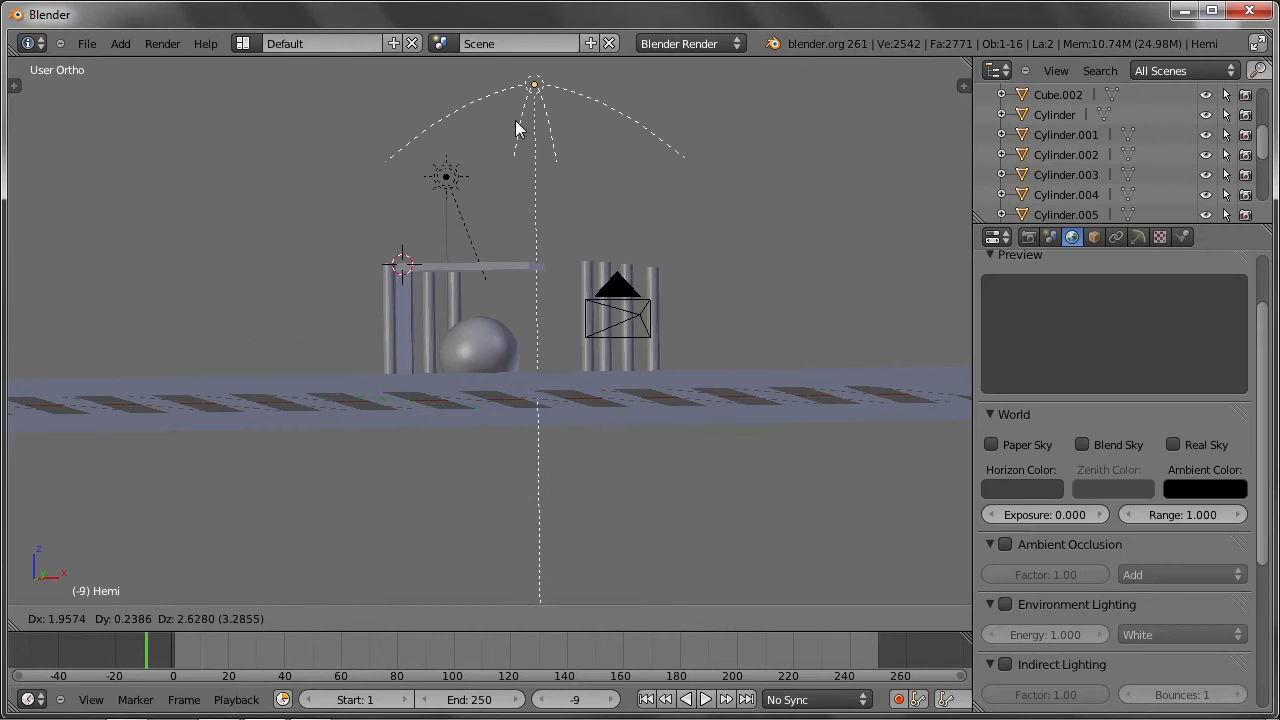 Blender
File Add Render Help Default Scene Blender Render blender.org 261 | Ve:2542 | Fa:2771 | Ob:1-16 | La:2 | Mem:10.74M (24.98M) | Hemi
User Ortho
View Search All Scenes
Cube.002
Cylinder
Cylinder.001
Cylinder.002
Cylinder.003
Cylinder.004
Cylinder.005
Preview
World
Paper Sky Blend Sky Real Sky
Horizon Color: Zenith Color: Ambient Color:
Exposure: 0.000 Range: 1.000
Ambient Occlusion
Factor: 1.00 Add
Environment Lighting
Energy: 1.000 White
Indirect Lighting
Factor: 1.00 Bounces: 1
z
y x
(-9) Hemi
Dx: 1.9574 Dy: 0.2386 Dz: 2.6280 (3.2855)
-40 -20 0 20 40 60 80 100 120 140 160 180 200 220 240 260
View Marker Frame Playback Start: 1 End: 250 -9 No Sync